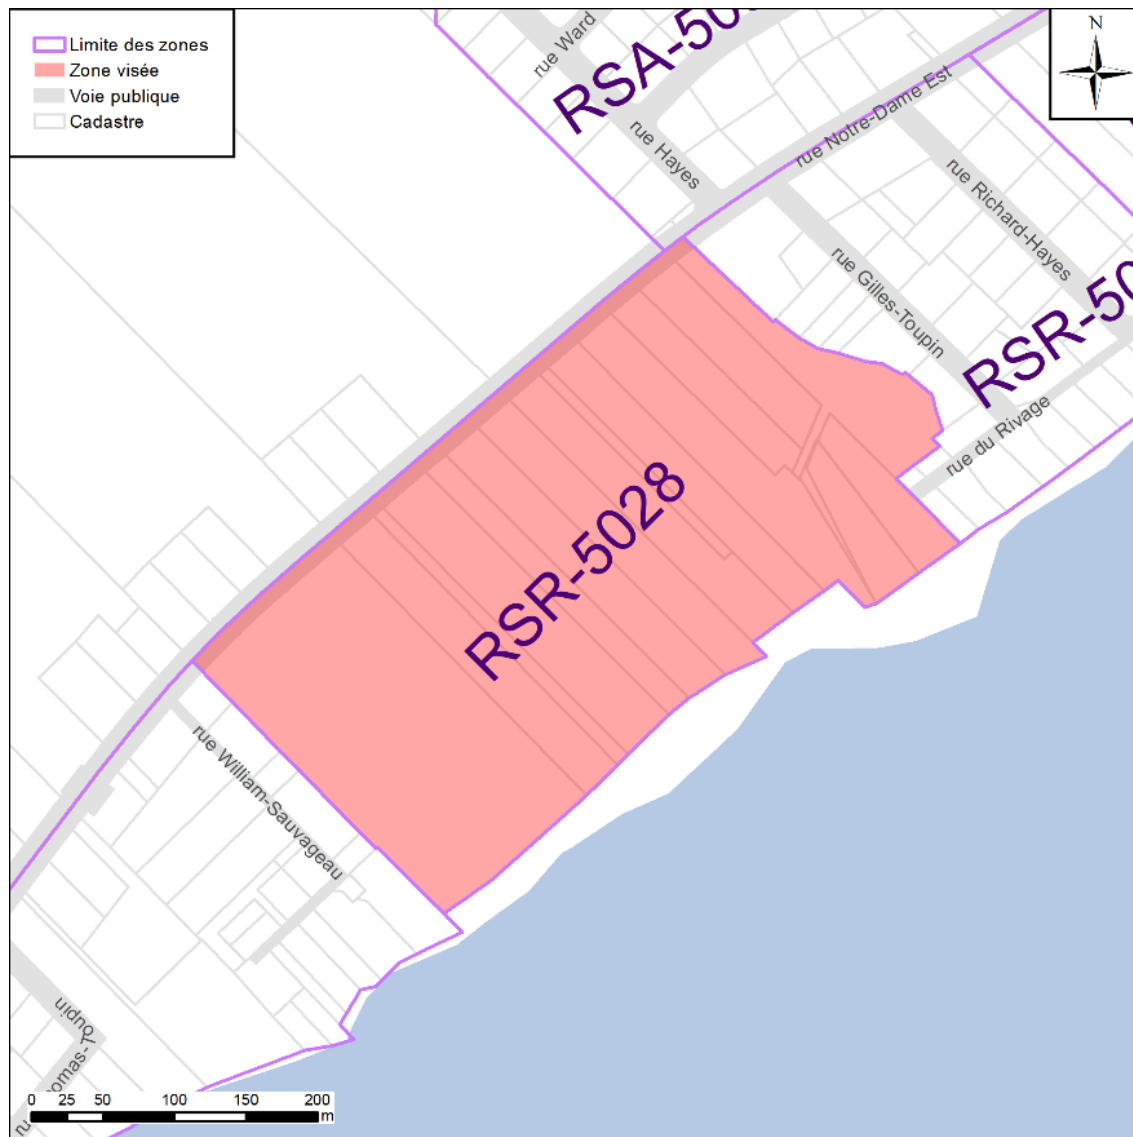 Limite des zones
Zone visée
Voie publique
Cadastre
N
rue Ward
RSA-50
rue Hayes
rue Notre-Dame Est
rue Richard-Hayes
rue Gilles-Toupin
RSR-50
rue du Rivage
RSR-5028
rue William-Sauvageau
0 25 50 100 150 200
m